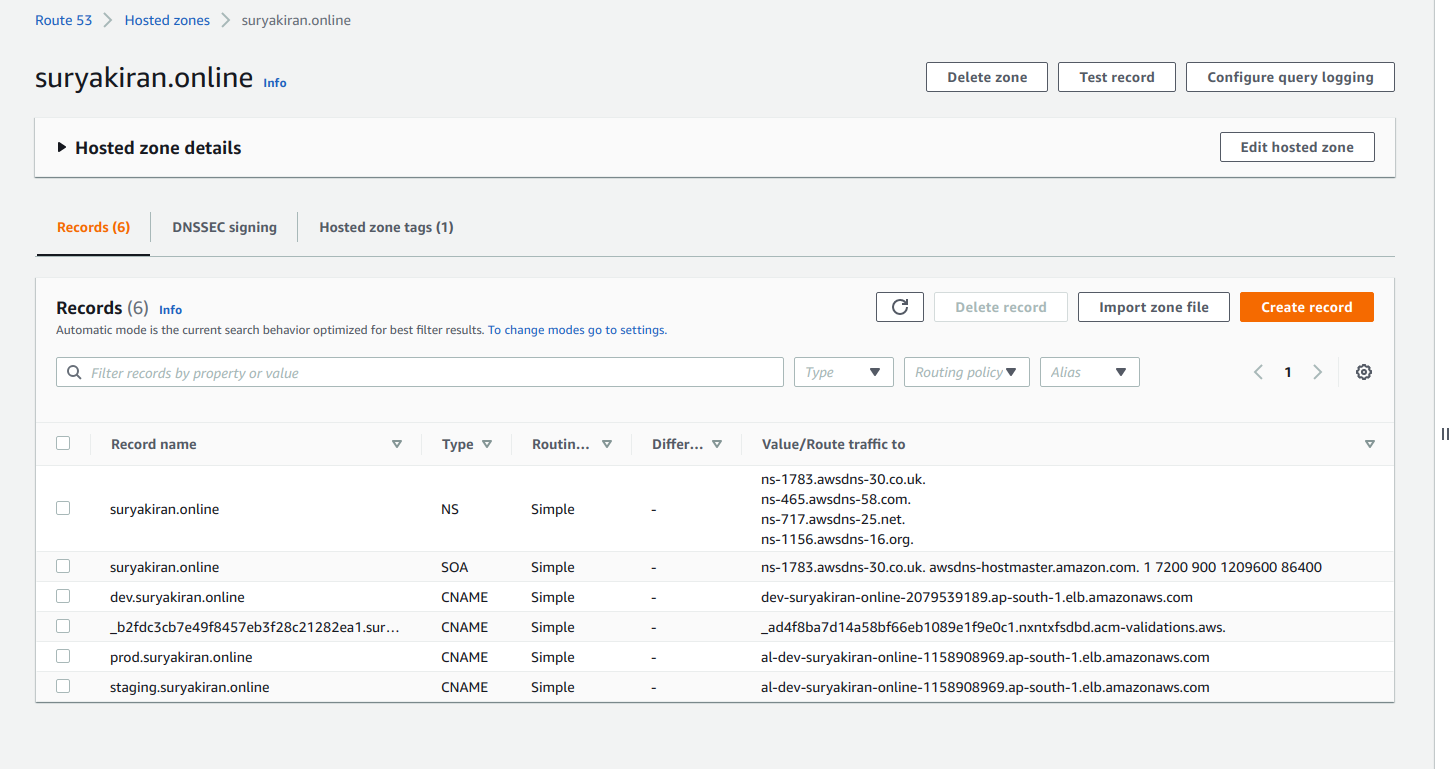 Route 53 > Hosted zones > suryakiran.online
suryakiran.online Info
Delete zone Test record Configure query logging
Hosted zone details Edit hosted zone
Records (6) DNSSEC signing Hosted zone tags (1)
Records (6) Info
Delete record Import zone file Create record
Automatic mode is the current search behavior optimized for best filter results. To change modes go to settings.
Filter records by property or value Type Routing policy Alias 1
Record name Type Routin... Differ... Value/Route traffic to
suryakiran.online NS Simple - ns-1783.awsdns-30.co.uk.
ns-465.awsdns-58.com.
ns-717.awsdns-25.net.
ns-1156.awsdns-16.org.
suryakiran.online SOA Simple - ns-1783.awsdns-30.co.uk. awsdns-hostmaster.amazon.com. 1 7200 900 1209600 86400
dev.suryakiran.online CNAME Simple - dev-suryakiran-online-2079539189.ap-south-1.elb.amazonaws.com
_b2fdc3cb7e49f8457eb3f28c21282ea1.sur... CNAME Simple - _ad4f8ba7d14a58bf66eb1089e1f9e0c1.nxntxfsdbd.acm-validations.aws.
prod.suryakiran.online CNAME Simple - al-dev-suryakiran-online-1158908969.ap-south-1.elb.amazonaws.com
staging.suryakiran.online CNAME Simple - al-dev-suryakiran-online-1158908969.ap-south-1.elb.amazonaws.com